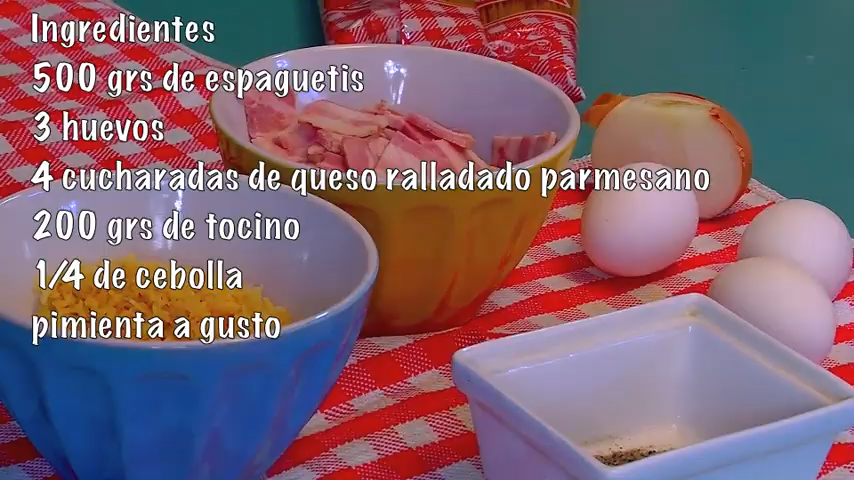 Ingredientes
500 grs de espaguetis
3 huevos
4 cucharadas de queso ralladado parmesano
200 grs de tocino
1/4 de cebolla
pimienta a gusto